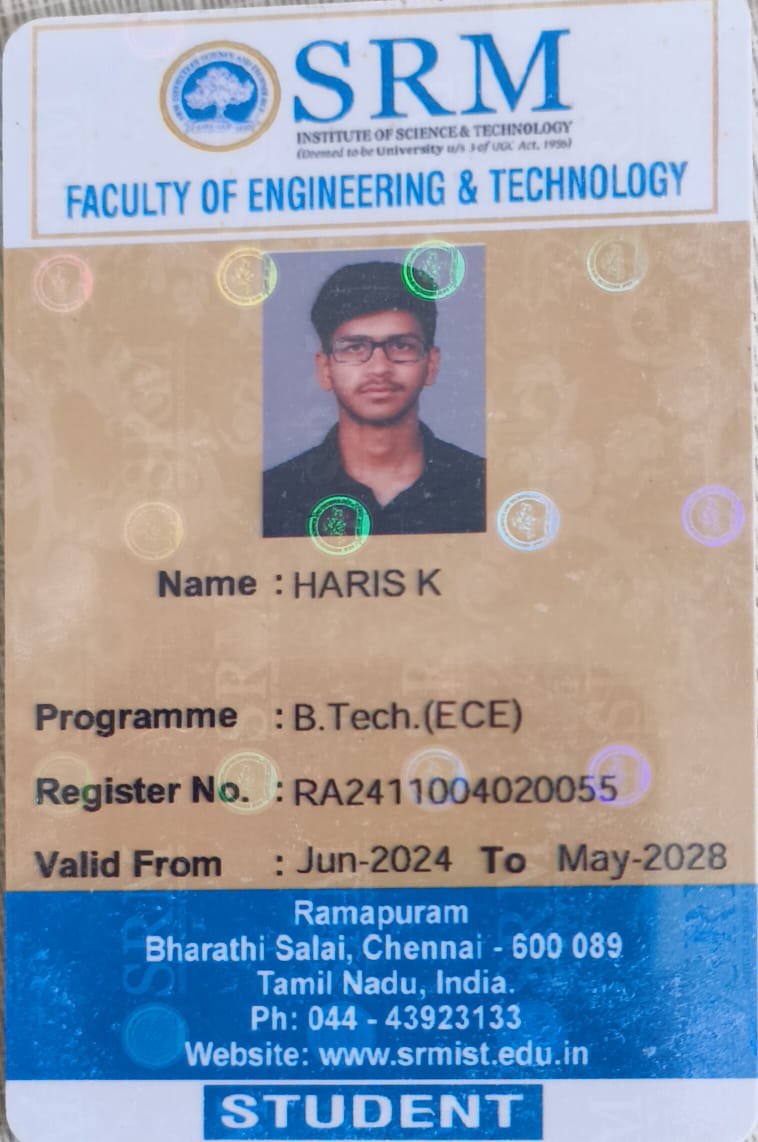 SRM
INSTITUTE OF SCIENCE & TECHNOLOGY
(Deemed to be University u/s 3 of UGC Act, 1956)
FACULTY OF ENGINEERING & TECHNOLOGY
Name : HARIS K
Programme : B.Tech.(ECE)
Register No. : RA2411004020055
Valid From : Jun-2024 To May-2028
Ramapuram
Bharathi Salai, Chennai - 600 089
Tamil Nadu, India.
Ph: 044 - 43923133
Website: www.srmist.edu.in
STUDENT